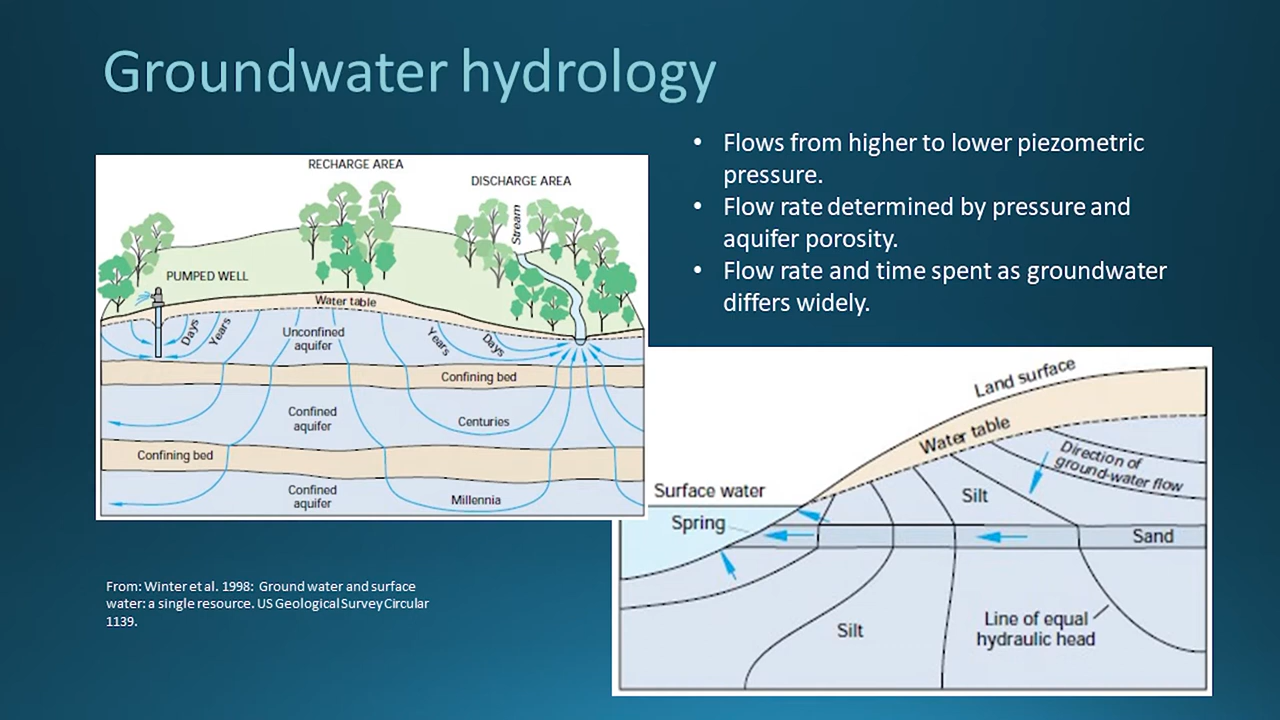 Groundwater hydrology
• Flows from higher to lower piezometric
pressure.
• Flow rate determined by pressure and
aquifer porosity.
• Flow rate and time spent as groundwater
differs widely.
RECHARGE AREA
DISCHARGE AREA
Stream
PUMPED WELL
Water table
Days
Years
Unconfined
aquifer
Years
Days
Confining bed
Confined
aquifer
Centuries
Confining bed
Confined
aquifer
Millennia
Land surface
Water table
Direction of
ground-water flow
Surface water
Silt
Spring
Sand
Silt
Line of equal
hydraulic head
From: Winter et al. 1998: Ground water and surface
water: a single resource. US Geological Survey Circular
1139.